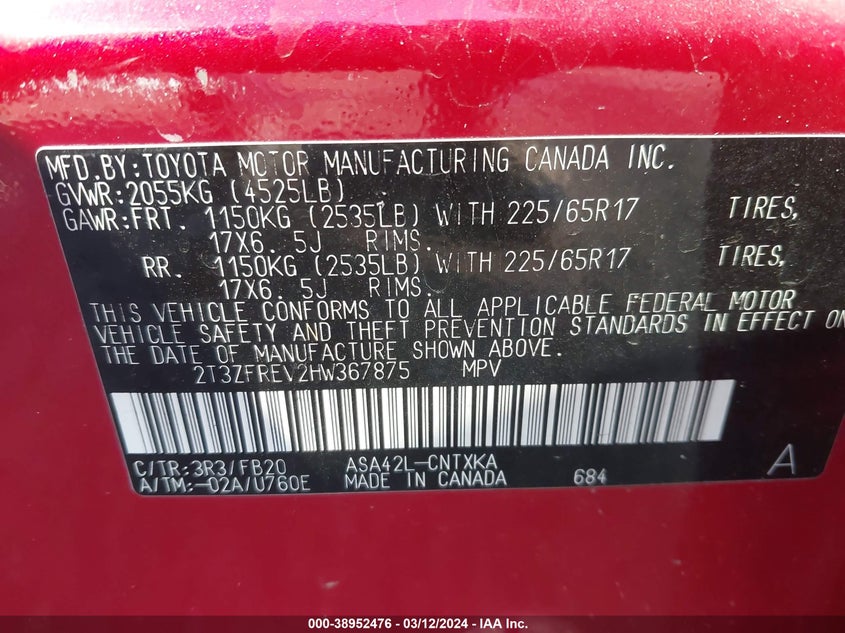 MFD.BY:TOYOTA MOTOR MANUFACTURING CANADA INC.
GVWR:2055KG (4525LB)
GAWR:FRT. 1150KG (2535LB) WITH 225/65R17 TIRES,
17X6.5J RIMS.
RR. 1150KG (2535LB) WITH 225/65R17 TIRES,
17X6.5J RIMS.
THIS VEHICLE CONFORMS TO ALL APPLICABLE FEDERAL MOTOR
VEHICLE SAFETY AND THEFT PREVENTION STANDARDS IN EFFECT ON
THE DATE OF MANUFACTURE SHOWN ABOVE.
2T3ZFREV2HW367875 MPV
C/TR:3R3/FB20 ASA42L-CNTXKA A
A/TM:-02A/U760E MADE IN CANADA 684
000-38952476 - 03/12/2024 - IAA Inc.